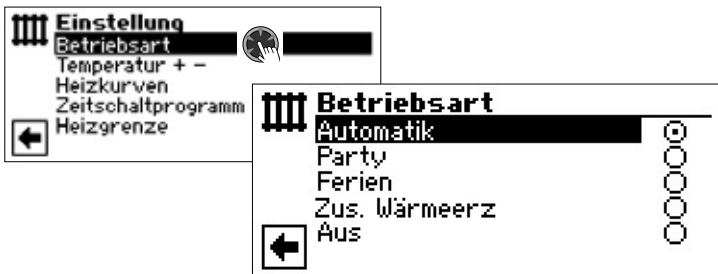 Einstellung
Betriebsart
Temperatur + −
Heizkurven
Zeitschaltprogramm
Heizgrenze
Betriebsart
Automatik
Party
Ferien
Zus. Wärmeerz
Aus